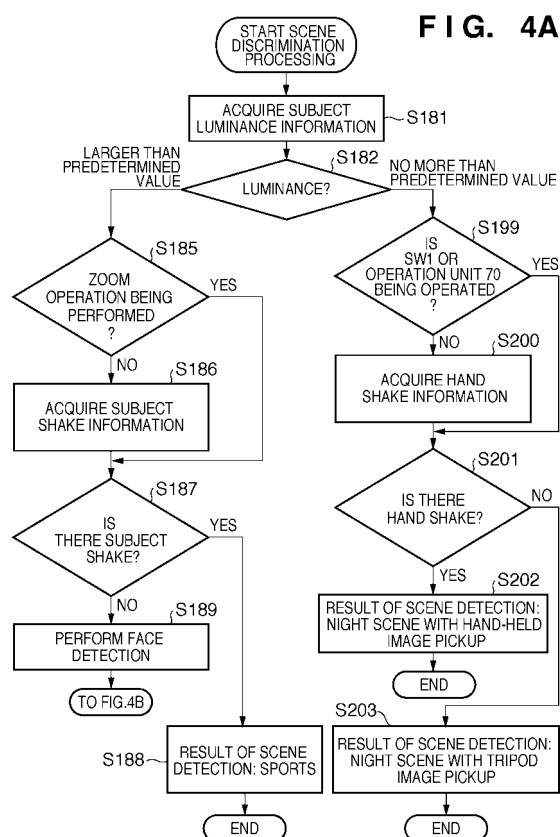 FIG. 4A
START SCENE
DISCRIMINATION
PROCESSING
ACQUIRE SUBJECT
LUMINANCE INFORMATION
S181
LARGER THAN
PREDETERMINED
VALUE
S182
LUMINANCE?
NO MORE THAN
PREDETERMINED VALUE
S185
ZOOM
OPERATION BEING
PERFORMED
?
YES
NO
S186
ACQUIRE SUBJECT
SHAKE INFORMATION
S187
IS
THERE SUBJECT
SHAKE?
YES
NO
S189
PERFORM FACE
DETECTION
TO FIG.4B
S188
RESULT OF SCENE
DETECTION: SPORTS
END
S199
IS
SW1 OR
OPERATION UNIT 70
BEING OPERATED
?
YES
NO
S200
ACQUIRE HAND
SHAKE INFORMATION
S201
IS THERE
HAND SHAKE?
NO
YES
S202
RESULT OF SCENE DETECTION:
NIGHT SCENE WITH HAND-HELD
IMAGE PICKUP
END
S203
RESULT OF SCENE DETECTION:
NIGHT SCENE WITH TRIPOD
IMAGE PICKUP
END